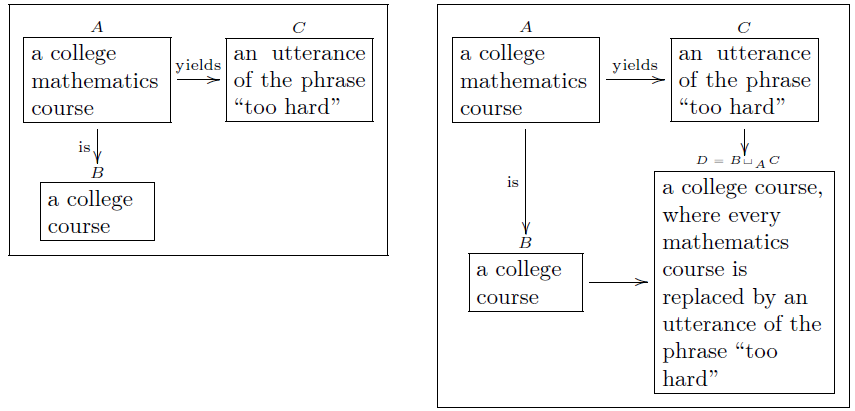 A
a college
mathematics
course
yields
C
an utterance
of the phrase
“too hard”
is
B
a college
course
A
a college
mathematics
course
yields
C
an utterance
of the phrase
“too hard”
is
B
a college
course
D = B ⊔_A C
a college course,
where every
mathematics
course is
replaced by an
utterance of the
phrase “too
hard”